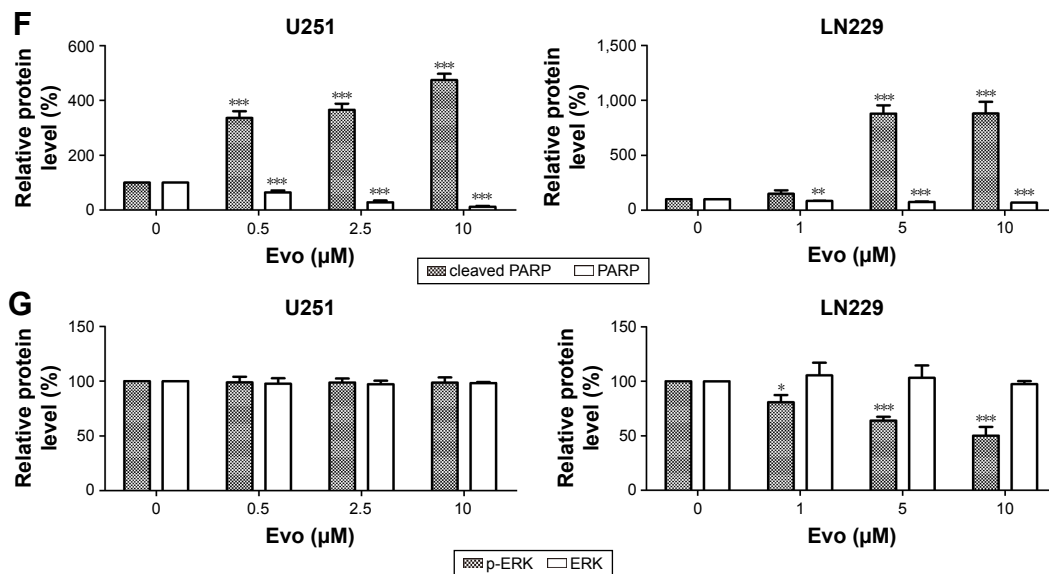 F
U251
Relative protein
level (%)
600
400
200
0
***
***
***
***
***
***
0
0.5
2.5
10
Evo (µM)
LN229
Relative protein
level (%)
1,500
1,000
500
0
**
***
***
***
***
0
1
5
10
Evo (µM)
cleaved PARP
PARP
G
U251
Relative protein
level (%)
150
100
50
0
0
0.5
2.5
10
Evo (µM)
LN229
Relative protein
level (%)
150
100
50
0
*
***
***
0
1
5
10
Evo (µM)
p-ERK
ERK